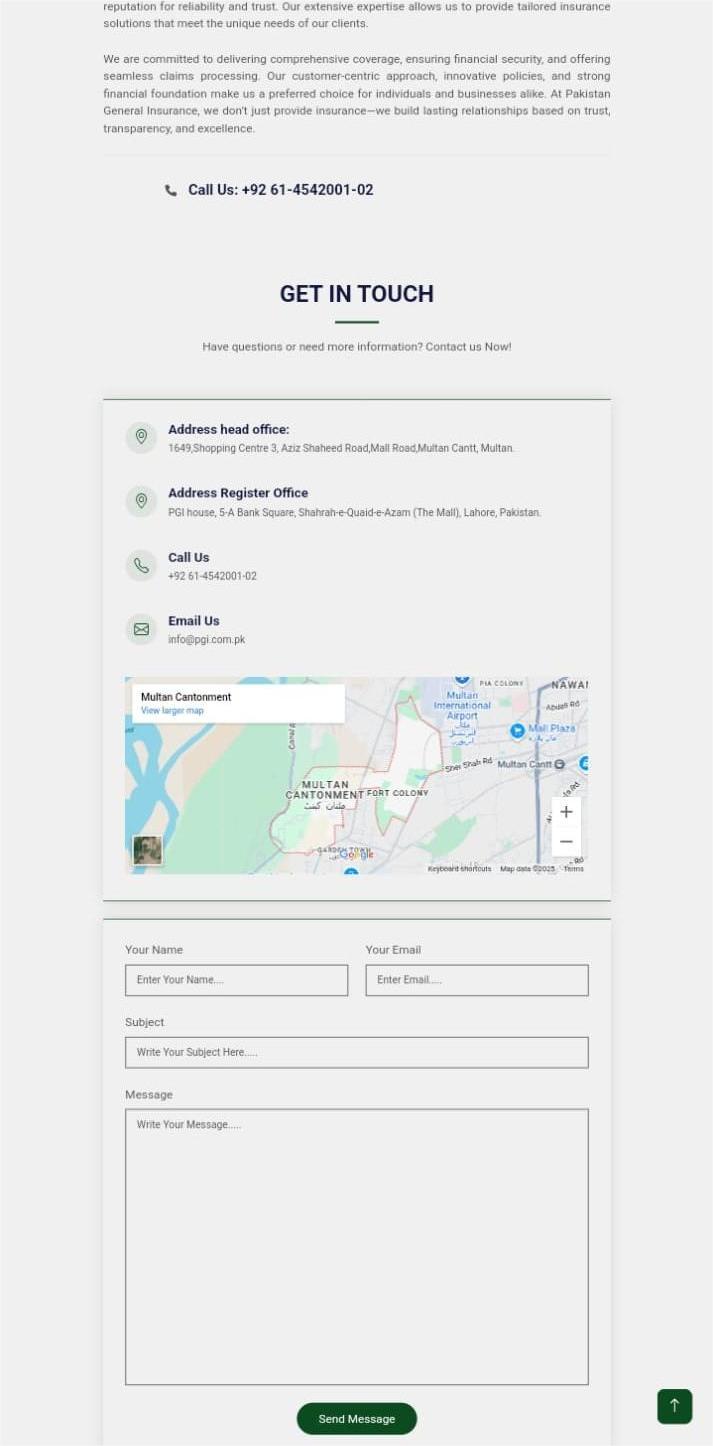 reputation for reliability and trust. Our extensive expertise allows us to provide tailored insurance
solutions that meet the unique needs of our clients.
We are committed to delivering comprehensive coverage, ensuring financial security, and offering
seamless claims processing. Our customer-centric approach, innovative policies, and strong
financial foundation make us a preferred choice for individuals and businesses alike. At Pakistan
General Insurance, we don't just provide insurance—we build lasting relationships based on trust,
transparency, and excellence.
Call Us: +92 61-4542001-02
GET IN TOUCH
Have questions or need more information? Contact us Now!
Address head office:
1649,Shopping Centre 3, Aziz Shaheed Road,Mall Road,Multan Cantt, Multan.
Address Register Office
PGI house, 5-A Bank Square, Shahrah-e-Quaid-e-Azam (The Mall), Lahore, Pakistan.
Call Us
+92 61-4542001-02
Email Us
info@pgi.com.pk
Multan Cantonment
View larger map
PIA COLONY
Multan
International
Airport
Abdali Rd
Mall Plaza
Sher Shah Rd
Multan Cantt
MULTAN
CANTONMENT
ملتان کینٹ
FORT COLONY
Google
Keyboard shortcuts
Map data ©2025
Terms
Your Name
Your Email
Enter Your Name....
Enter Email.....
Subject
Write Your Subject Here.....
Message
Write Your Message.....
Send Message